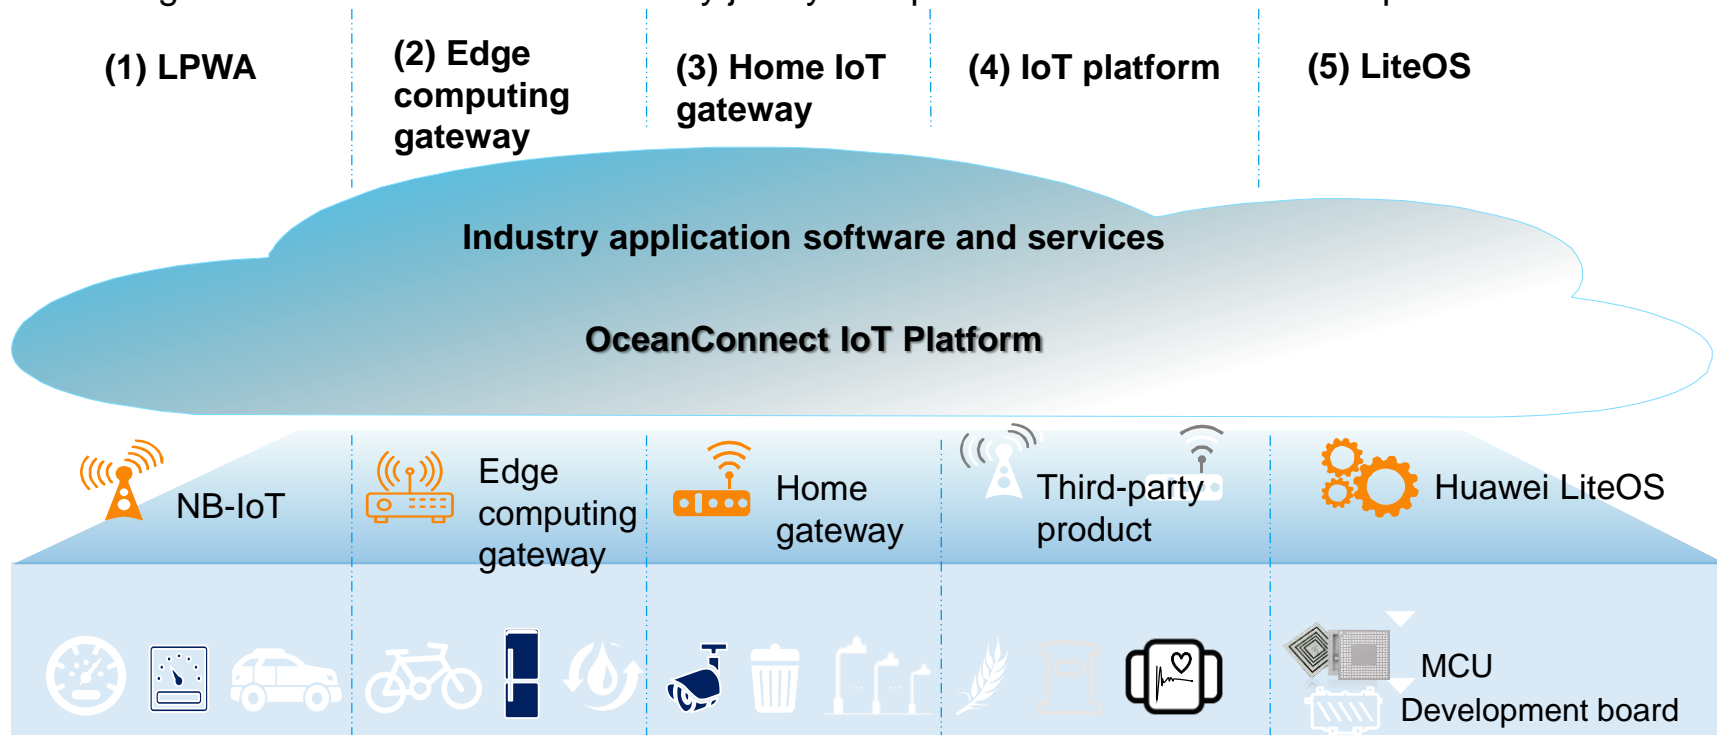 (1) LPWA
(2) Edge
computing
gateway
(3) Home IoT
gateway
(4) IoT platform
(5) LiteOS
Industry application software and services
OceanConnect IoT Platform
NB-IoT
Edge
computing
gateway
Home
gateway
Third-party
product
Huawei LiteOS
MCU
Development board